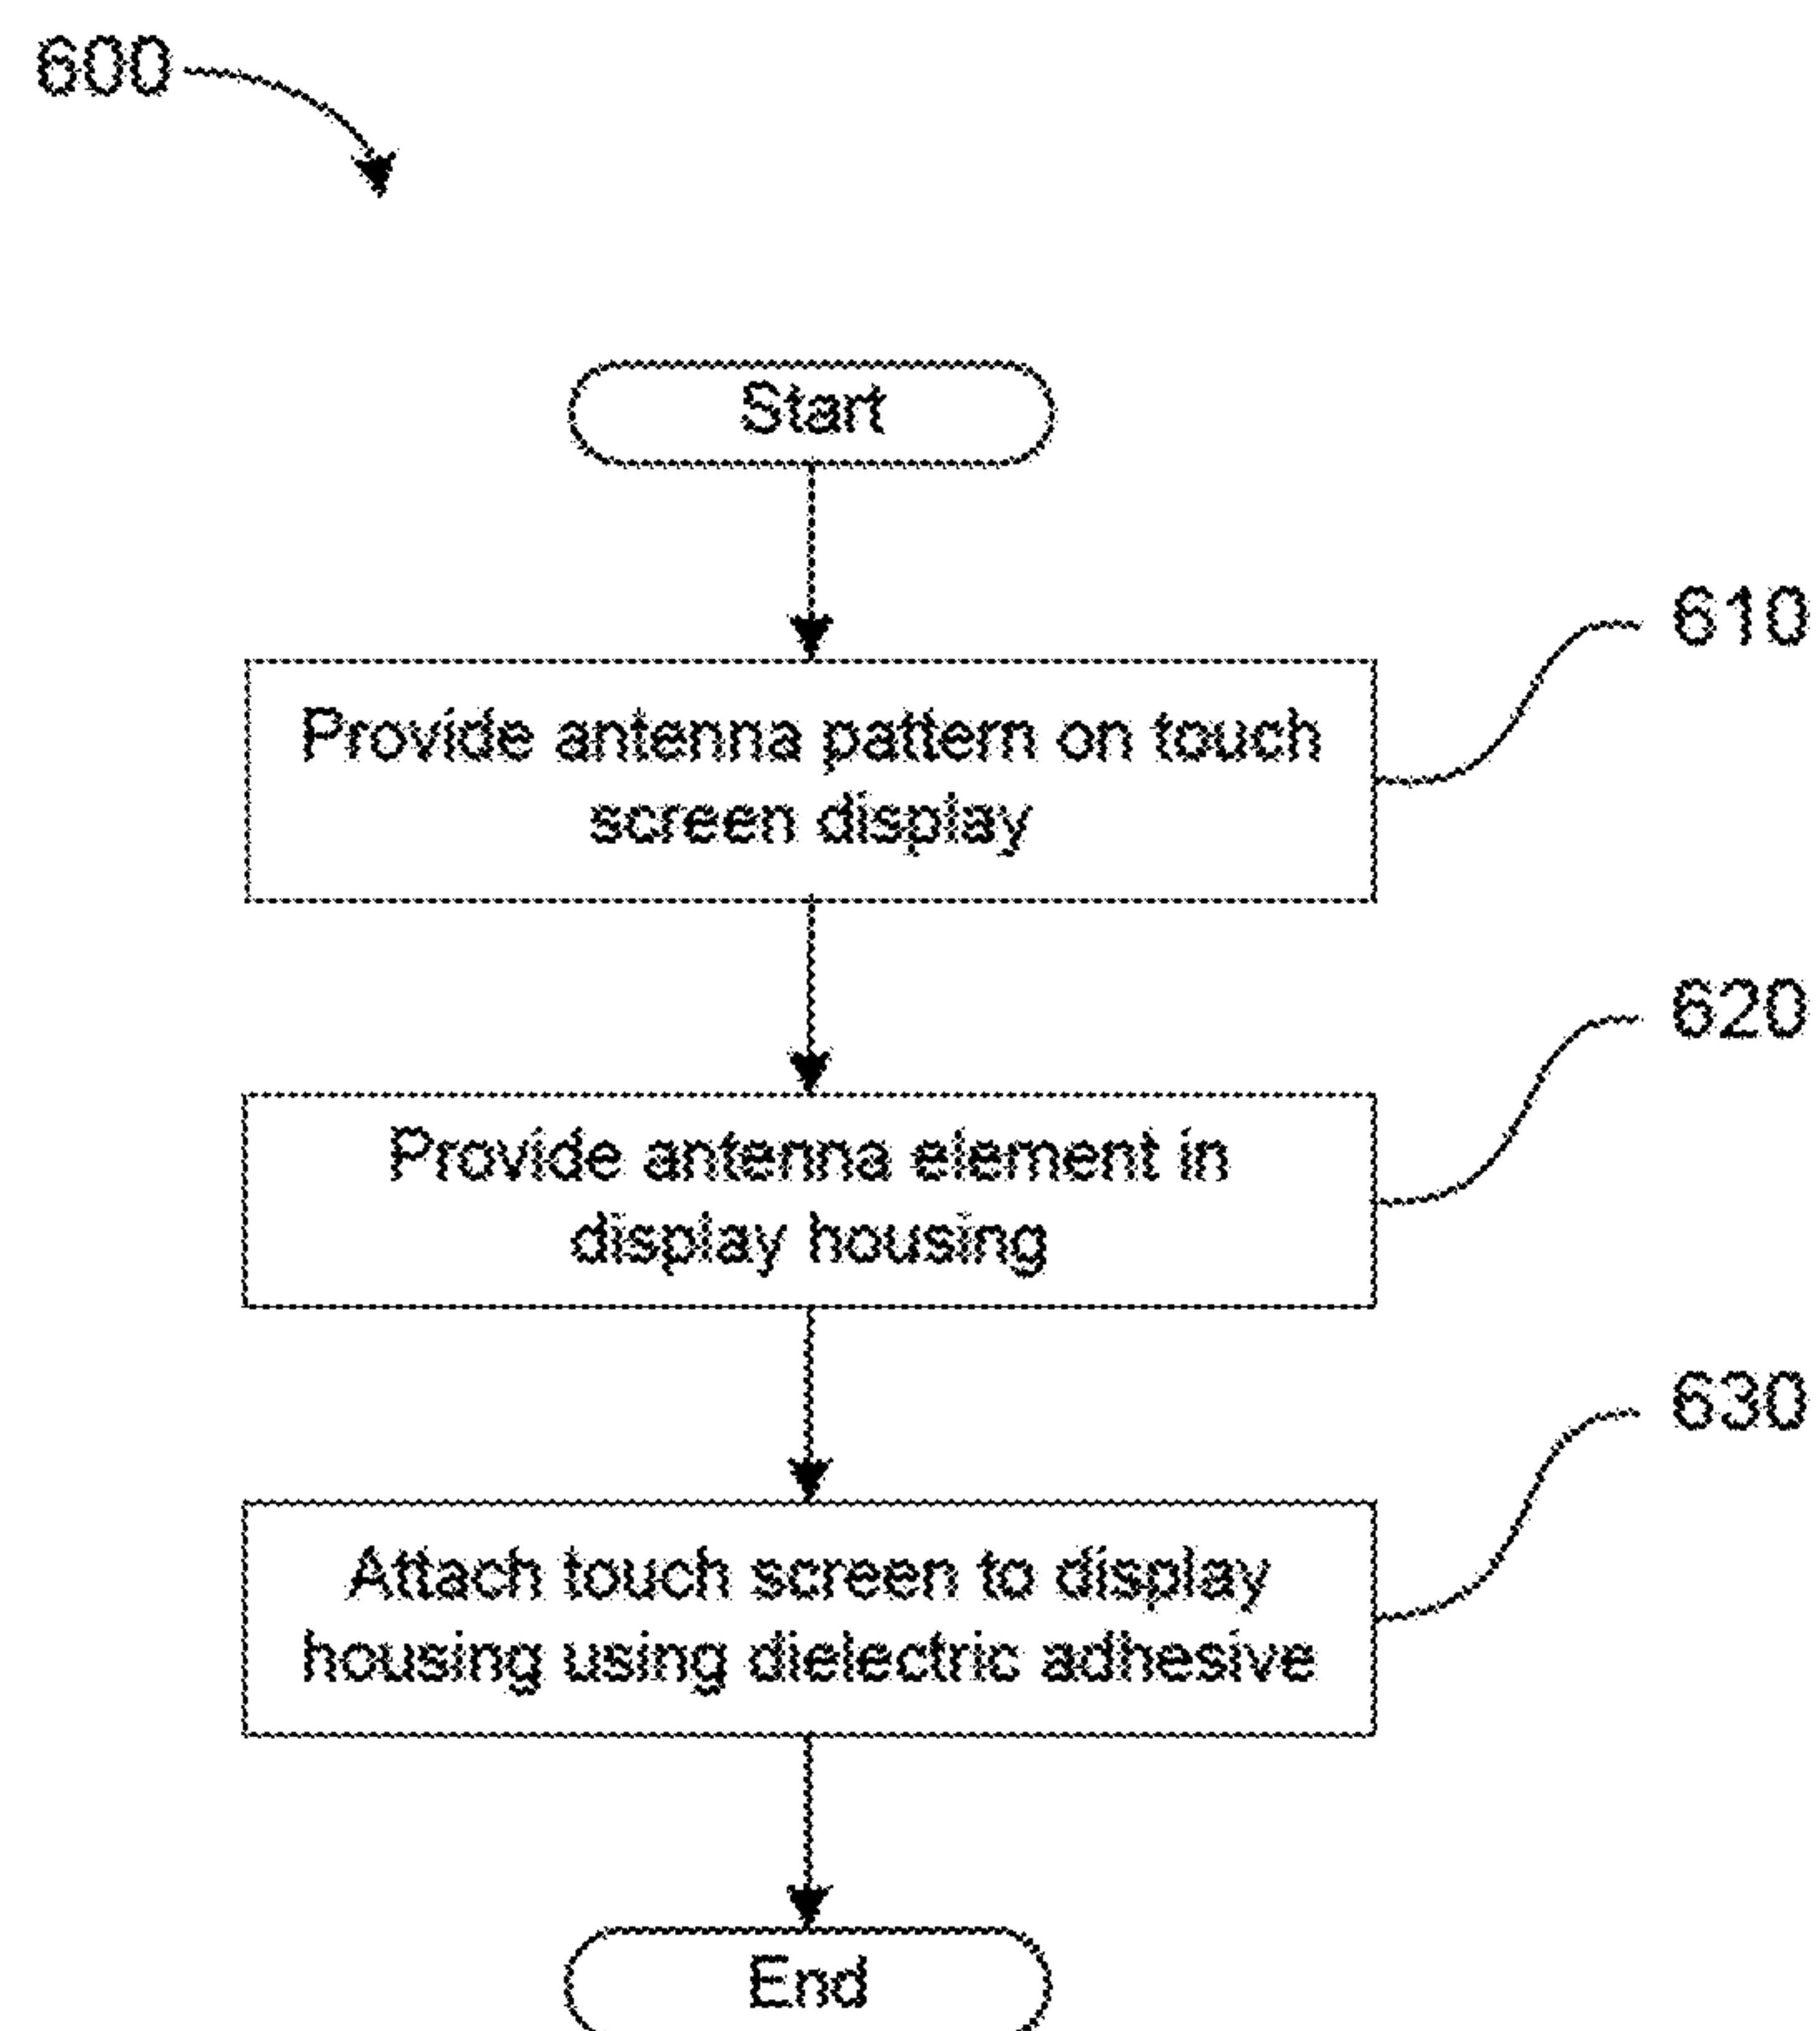 600
Start
610
Provide antenna pattern on touch
screen display
620
Provide antenna element in
display housing
630
Attach touch screen to display
housing using dielectric adhesive
End